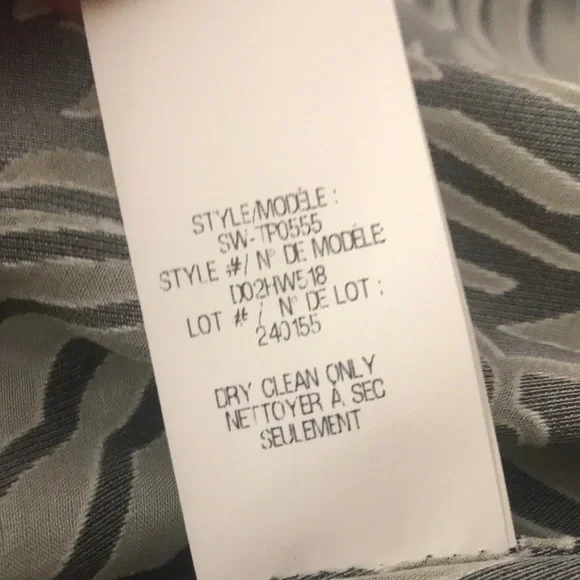 STYLE/MODÈLE :
SW-TP0555
STYLE #/ N° DE MODÈLE
D02HW518
LOT # / N° DE LOT :
240155
DRY CLEAN ONLY
NETTOYER À SEC
SEULEMENT